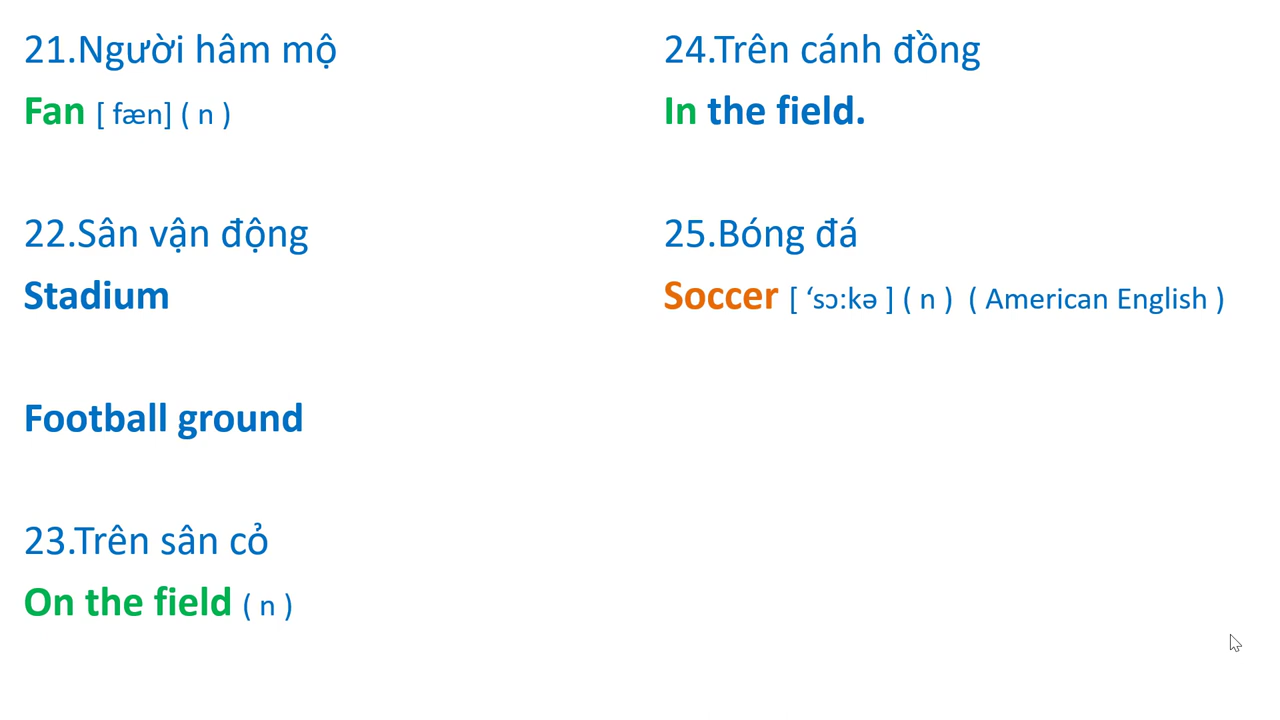 21.Người hâm mộ
Fan [ fæn] ( n )
22.Sân vận động
Stadium
Football ground
23.Trên sân cỏ
On the field ( n )
24.Trên cánh đồng
In the field.
25.Bóng đá
Soccer [ ‘sɔ:kə ] ( n ) ( American English )